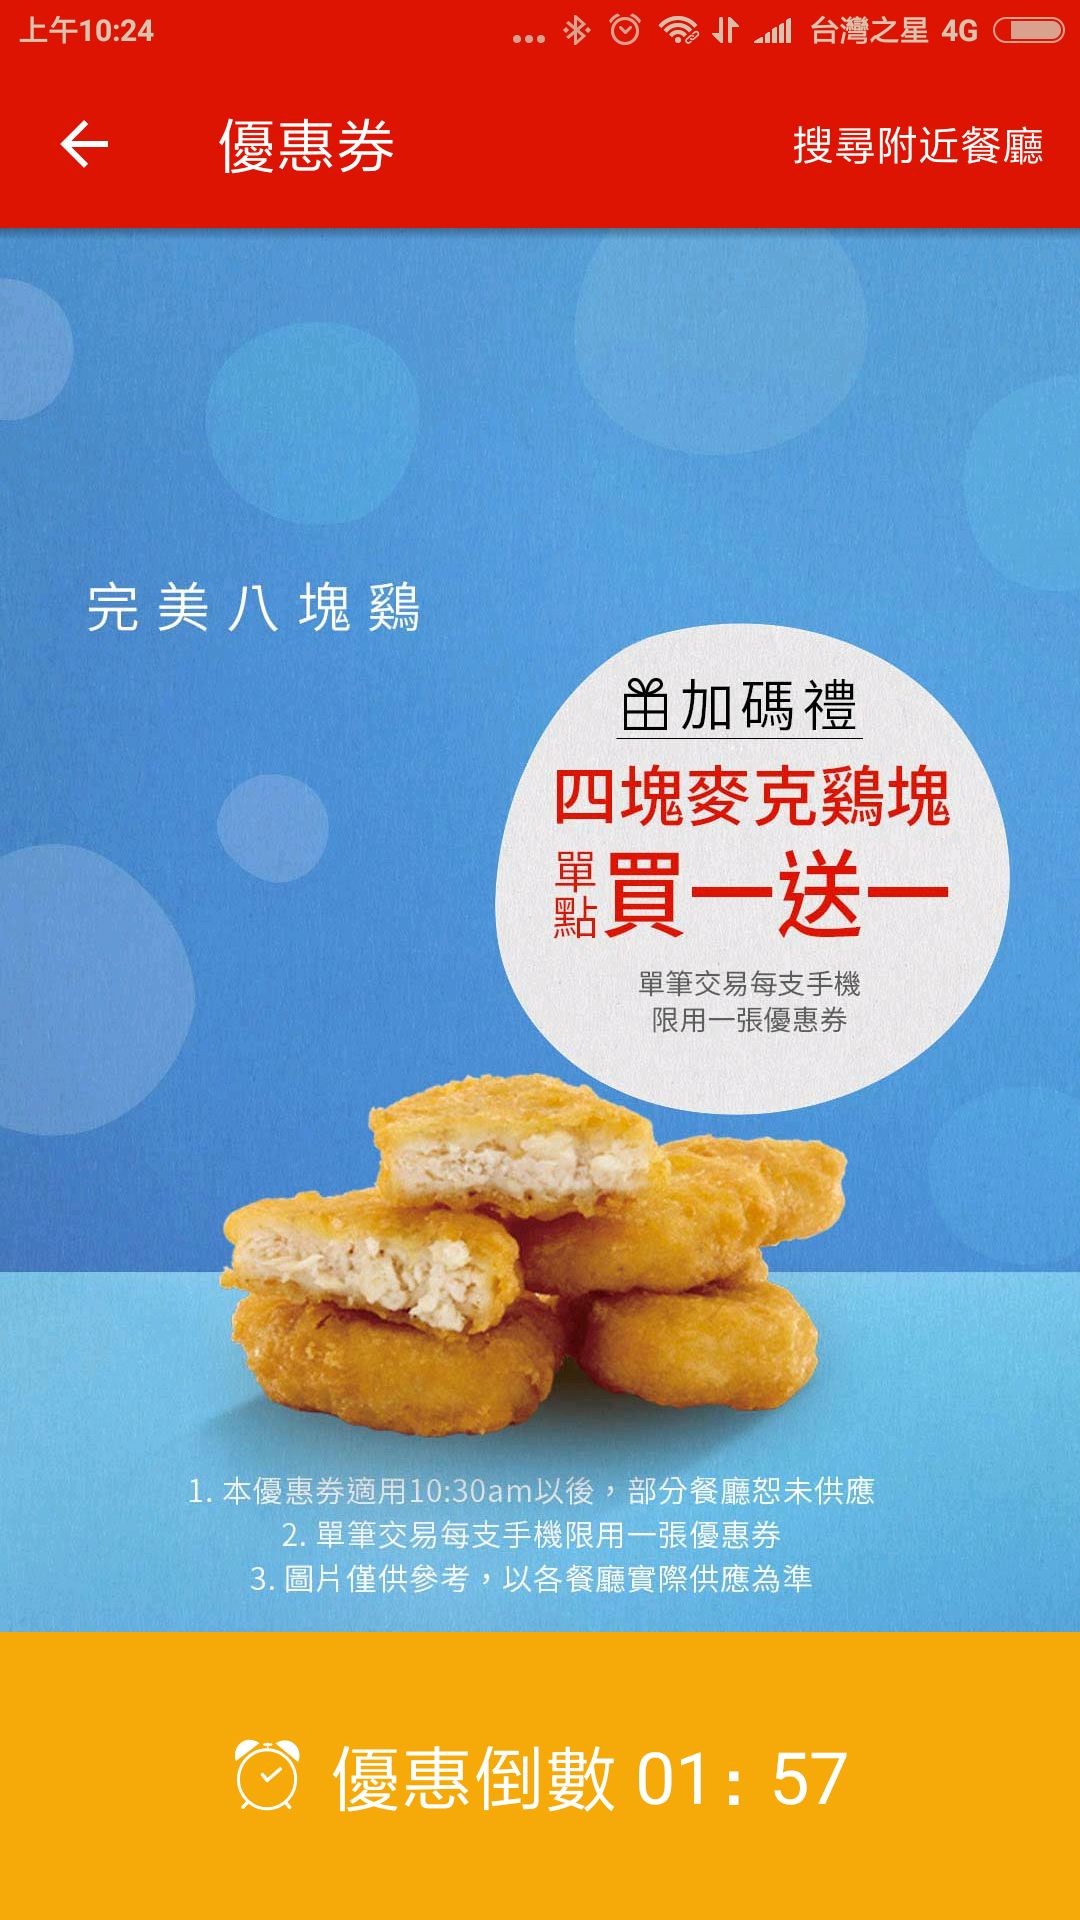 上午10:24
... 台灣之星 4G
優惠券
搜尋附近餐廳
完美八塊鷄
加碼禮
四塊麥克鷄塊
單點買一送一
單筆交易每支手機
限用一張優惠券
1. 本優惠券適用10:30am以後，部分餐廳恕未供應
2. 單筆交易每支手機限用一張優惠券
3. 圖片僅供參考，以各餐廳實際供應為準
優惠倒數 01: 57